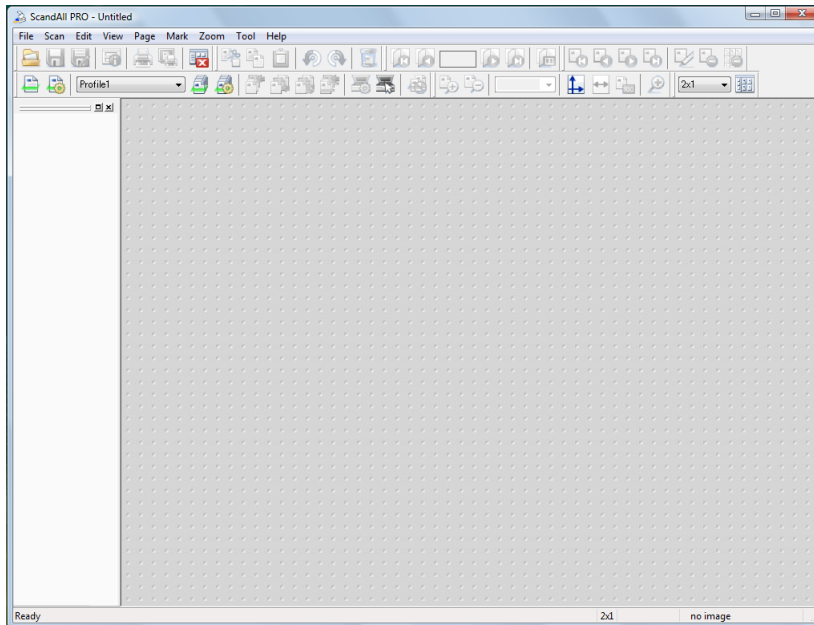 ScandAll PRO - Untitled
File Scan Edit View Page Mark Zoom Tool Help
Profile1 2x1
Ready 2x1 no image